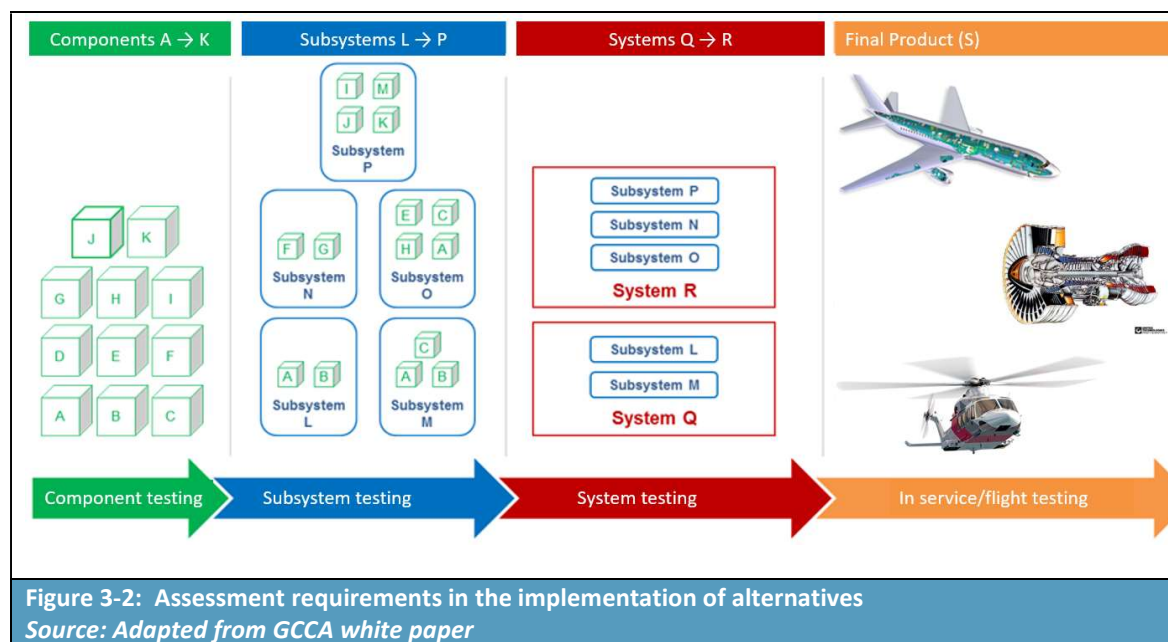 Components A → K
Subsystems L → P
Systems Q → R
Final Product (S)
J K
G H I
D E F
A B C
I M
J K
Subsystem
P
F G
Subsystem
N
E C
H A
Subsystem
O
A B
Subsystem
L
C
A B
Subsystem
M
Subsystem P
Subsystem N
Subsystem O
System R
Subsystem L
Subsystem M
System Q
Component testing
Subsystem testing
System testing
In service/flight testing
Figure 3-2: Assessment requirements in the implementation of alternatives
Source: Adapted from GCCA white paper